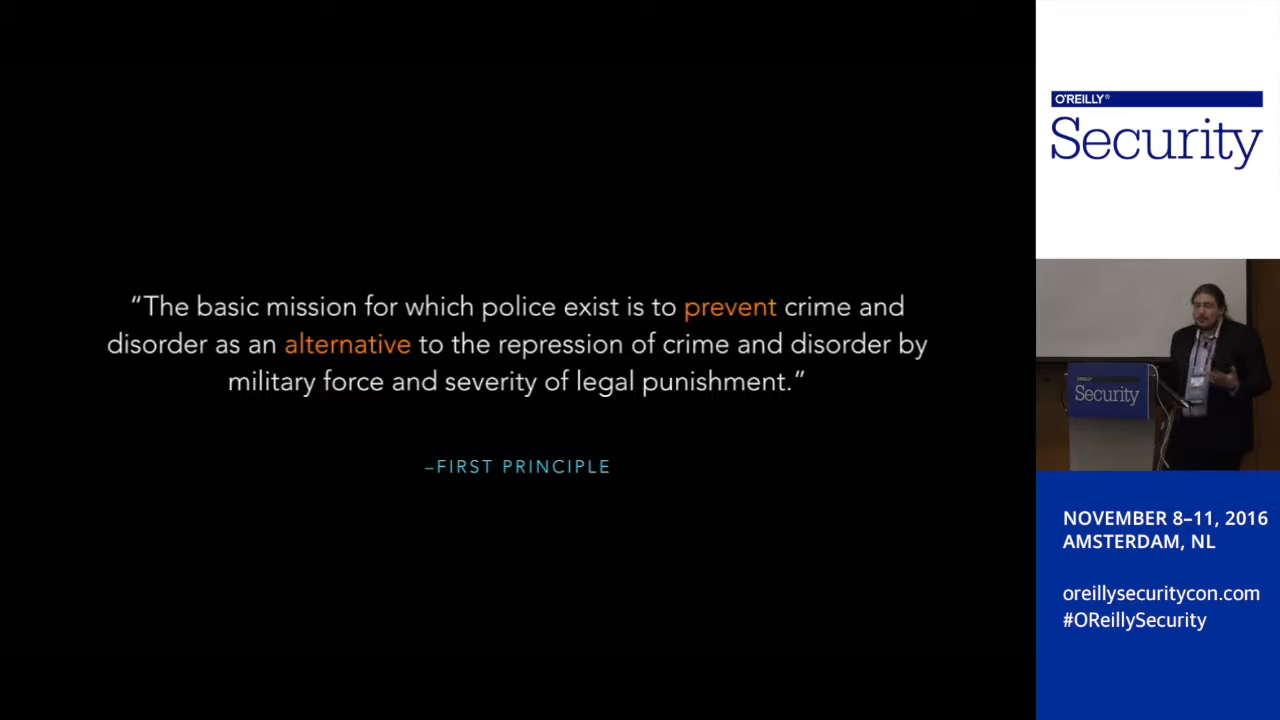 “The basic mission for which police exist is to prevent crime and
disorder as an alternative to the repression of crime and disorder by
military force and severity of legal punishment.”
–FIRST PRINCIPLE
O'REILLY®
Security
Security
NOVEMBER 8–11, 2016
AMSTERDAM, NL
oreillysecuritycon.com
#OReillySecurity